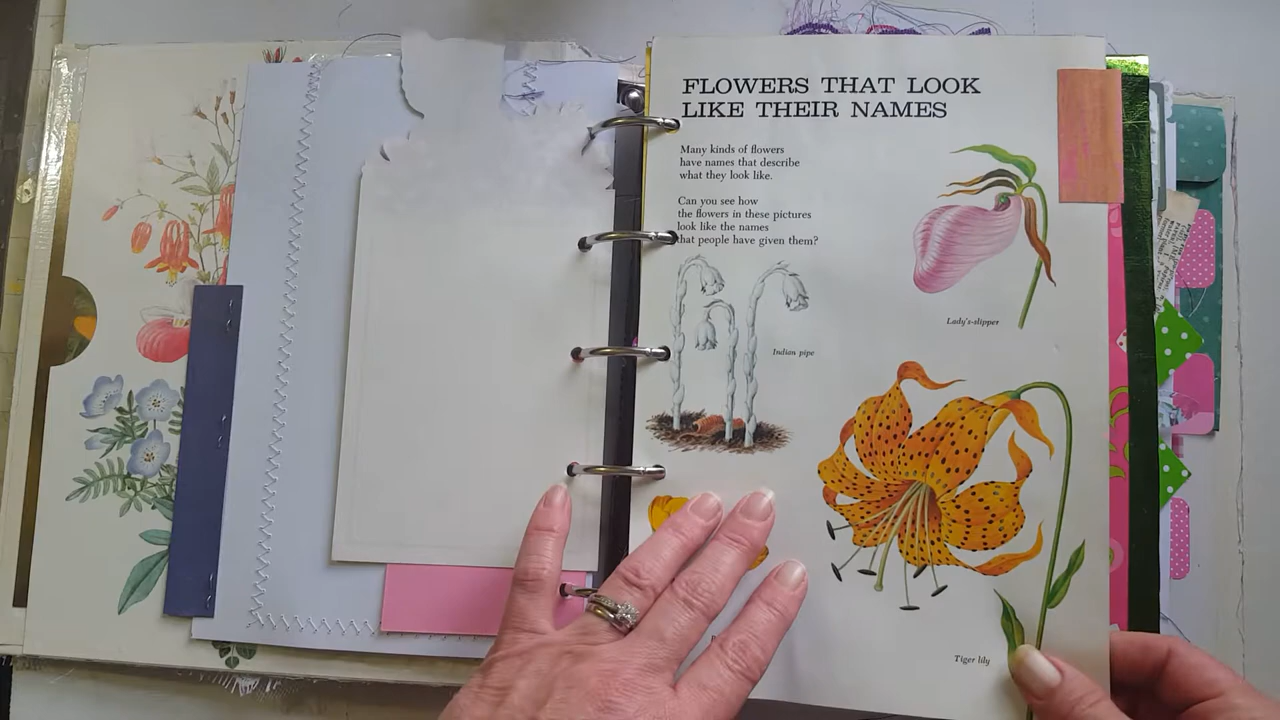 FLOWERS THAT LOOK
LIKE THEIR NAMES
Many kinds of flowers
have names that describe
what they look like.
Can you see how
the flowers in these pictures
look like the names
that people have given them?
Lady's-slipper
Indian pipe
Tiger lily